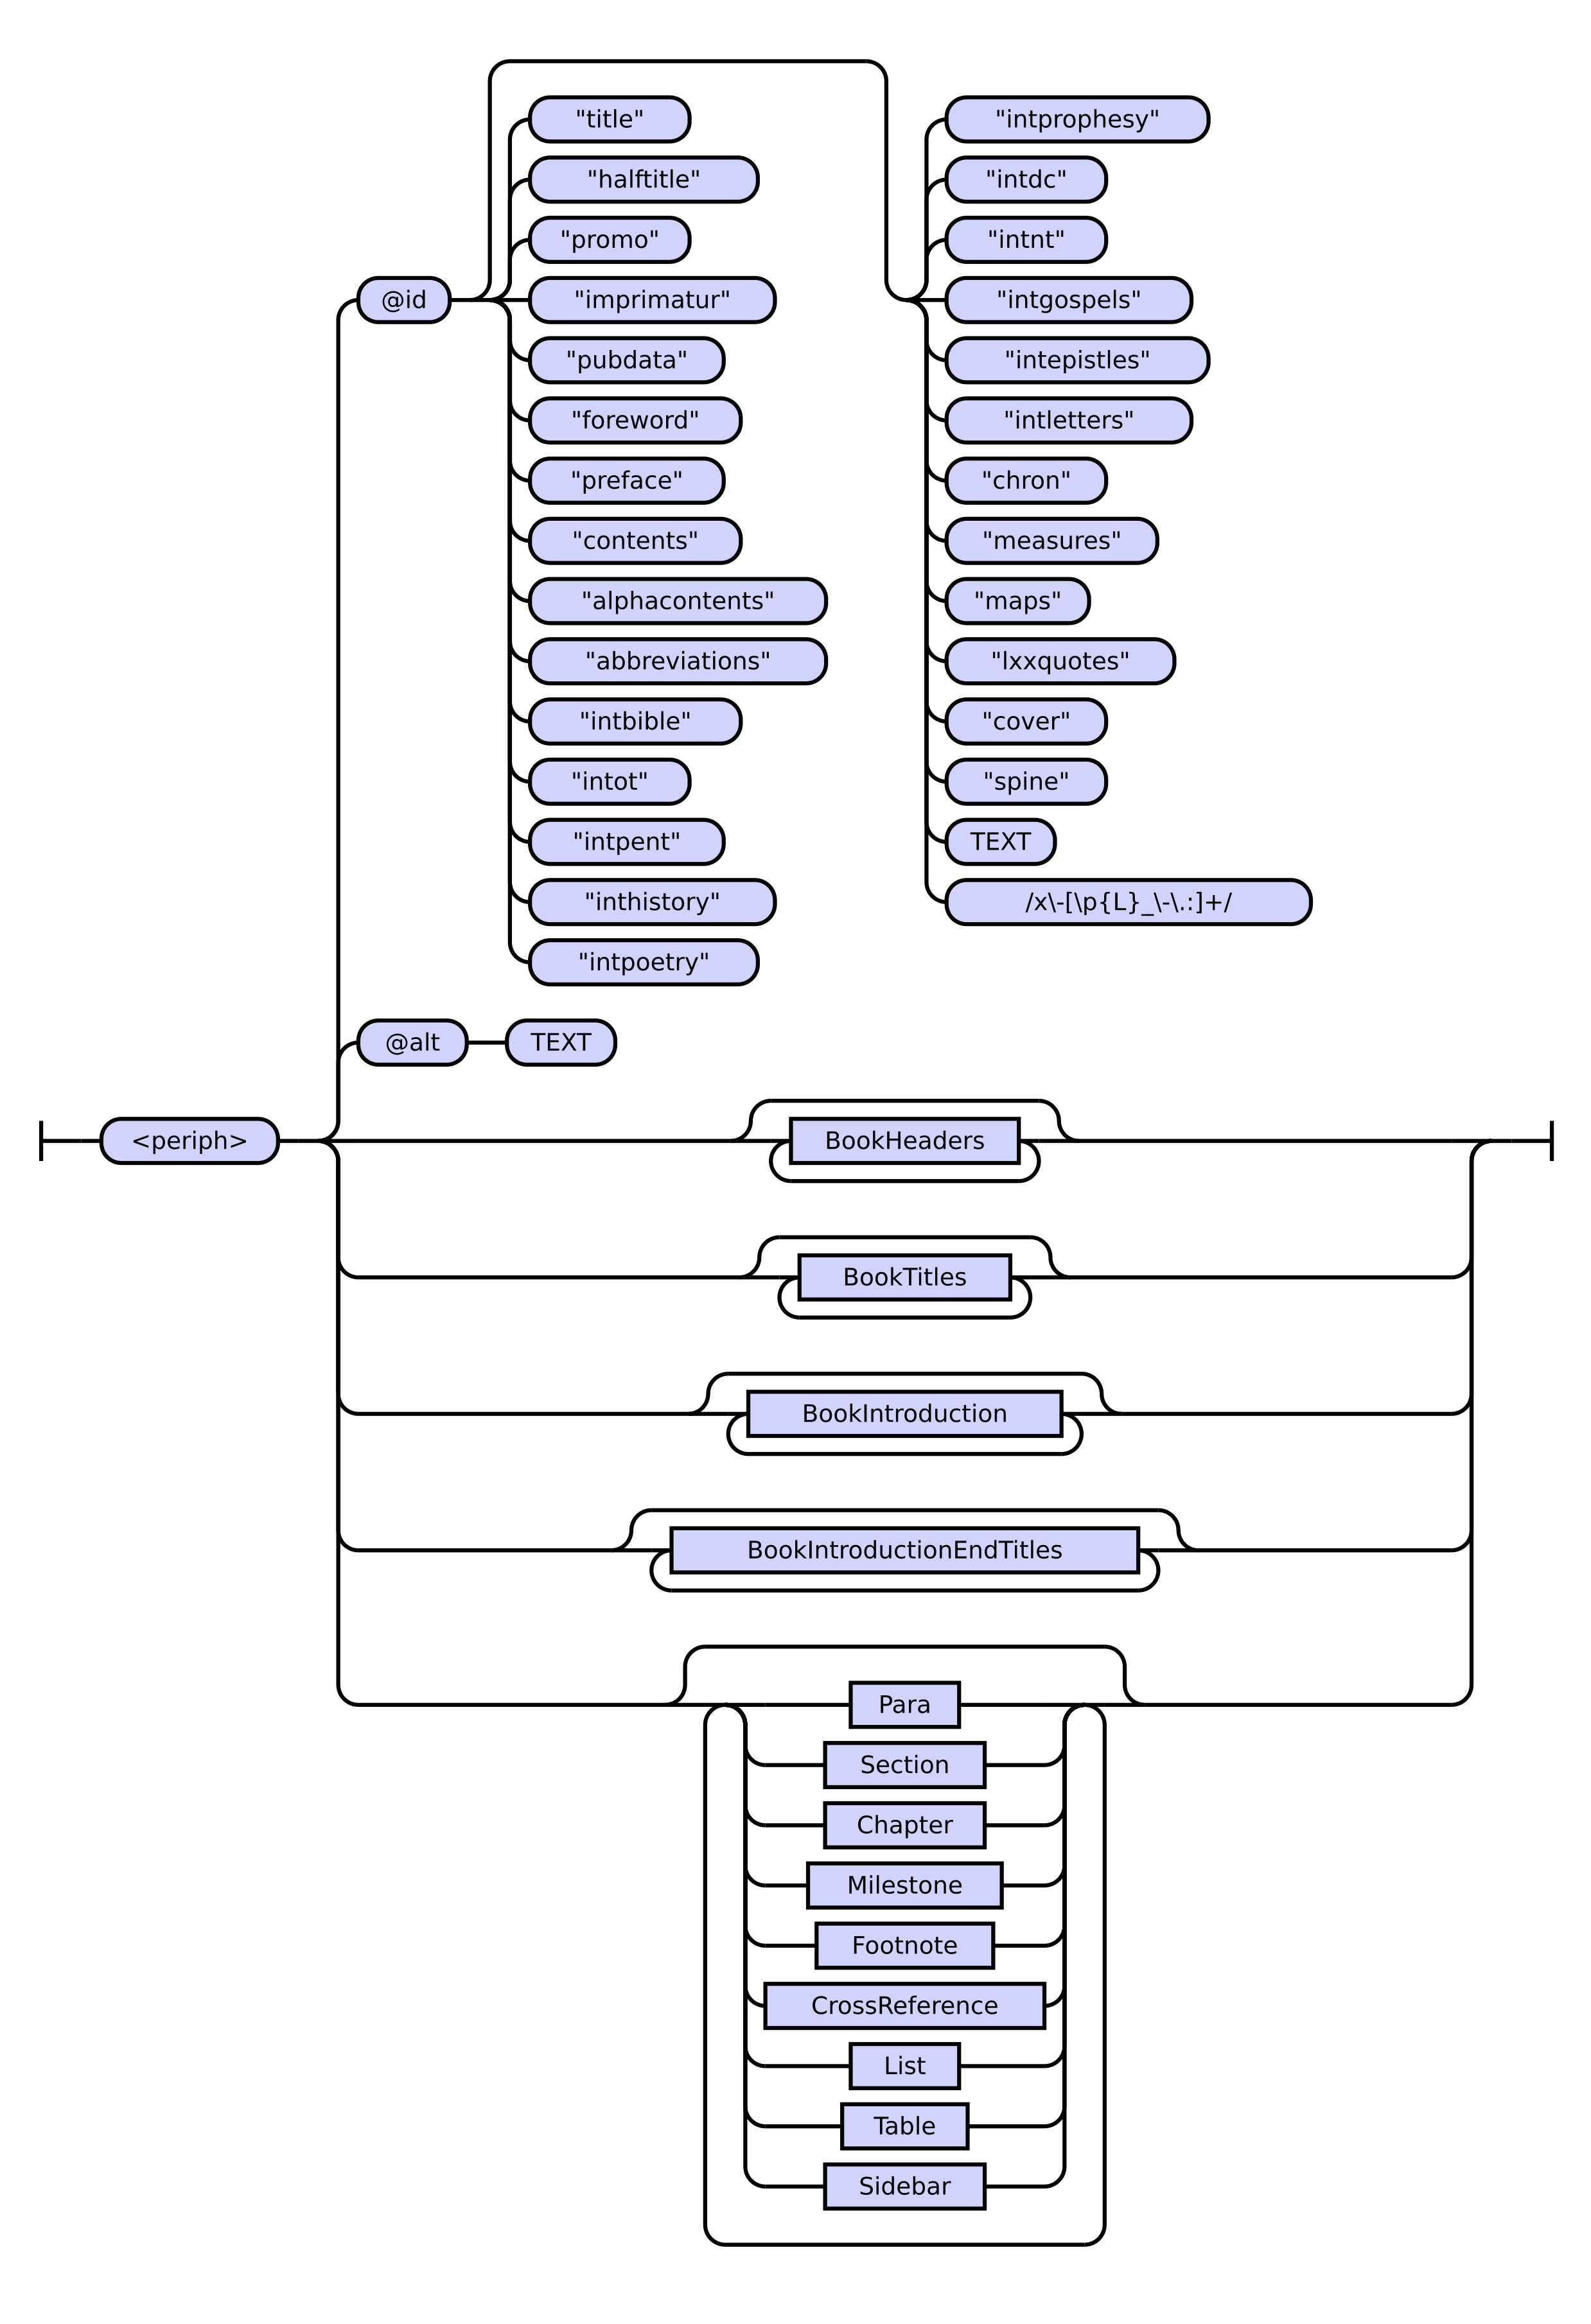 "title"
"halftitle"
"promo"
@id
"imprimatur"
"pubdata"
"foreword"
"preface"
"contents"
"alphacontents"
"abbreviations"
"intbible"
"intot"
"intpent"
"inthistory"
"intpoetry"
"intprophesy"
"intdc"
"intnt"
"intgospels"
"intepistles"
"intletters"
"chron"
"measures"
"maps"
"lxxquotes"
"cover"
"spine"
TEXT
/x\-[\p{L}_\-\.:]+/
@alt
TEXT
<periph>
BookHeaders
BookTitles
BookIntroduction
BookIntroductionEndTitles
Para
Section
Chapter
Milestone
Footnote
CrossReference
List
Table
Sidebar